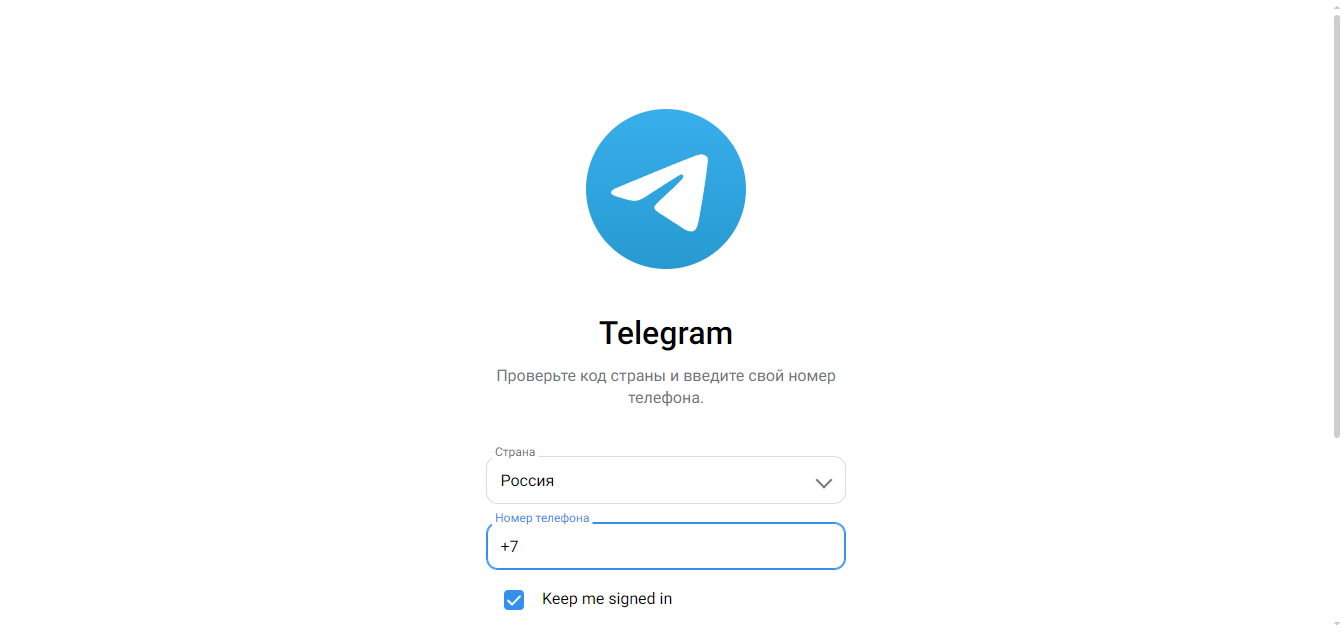 Telegram
Проверьте код страны и введите свой номер
телефона.
Страна
Россия
Номер телефона
+7
Keep me signed in